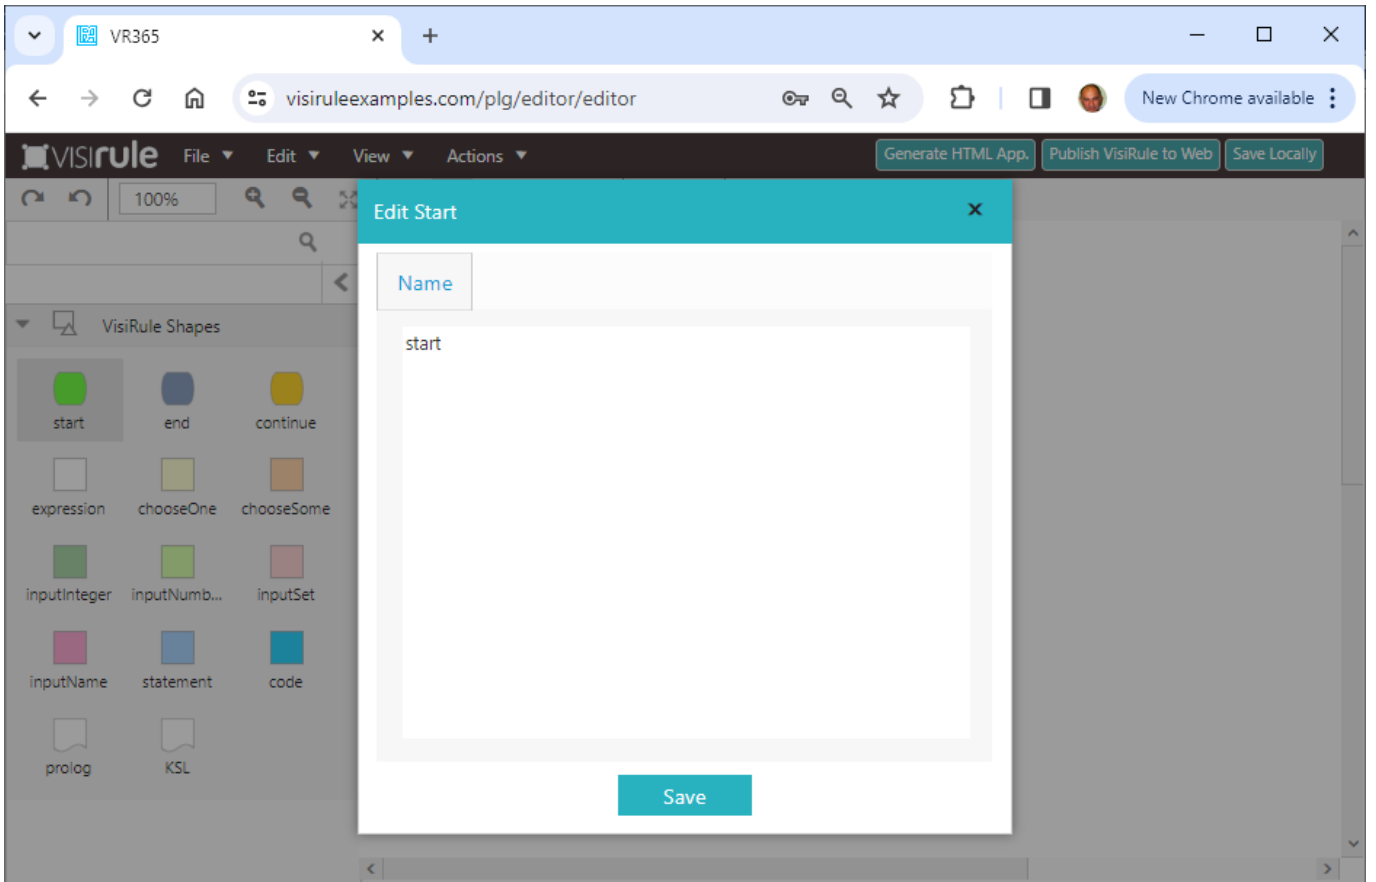 VR365
visiruleexamples.com/plg/editor/editor
New Chrome available
VISIrule File Edit View Actions Generate HTML App. Publish VisiRule to Web Save Locally
100%
Edit Start
Name
VisiRule Shapes
start
start end continue
expression chooseOne chooseSome
inputInteger inputNumb... inputSet
inputName statement code
prolog KSL
Save